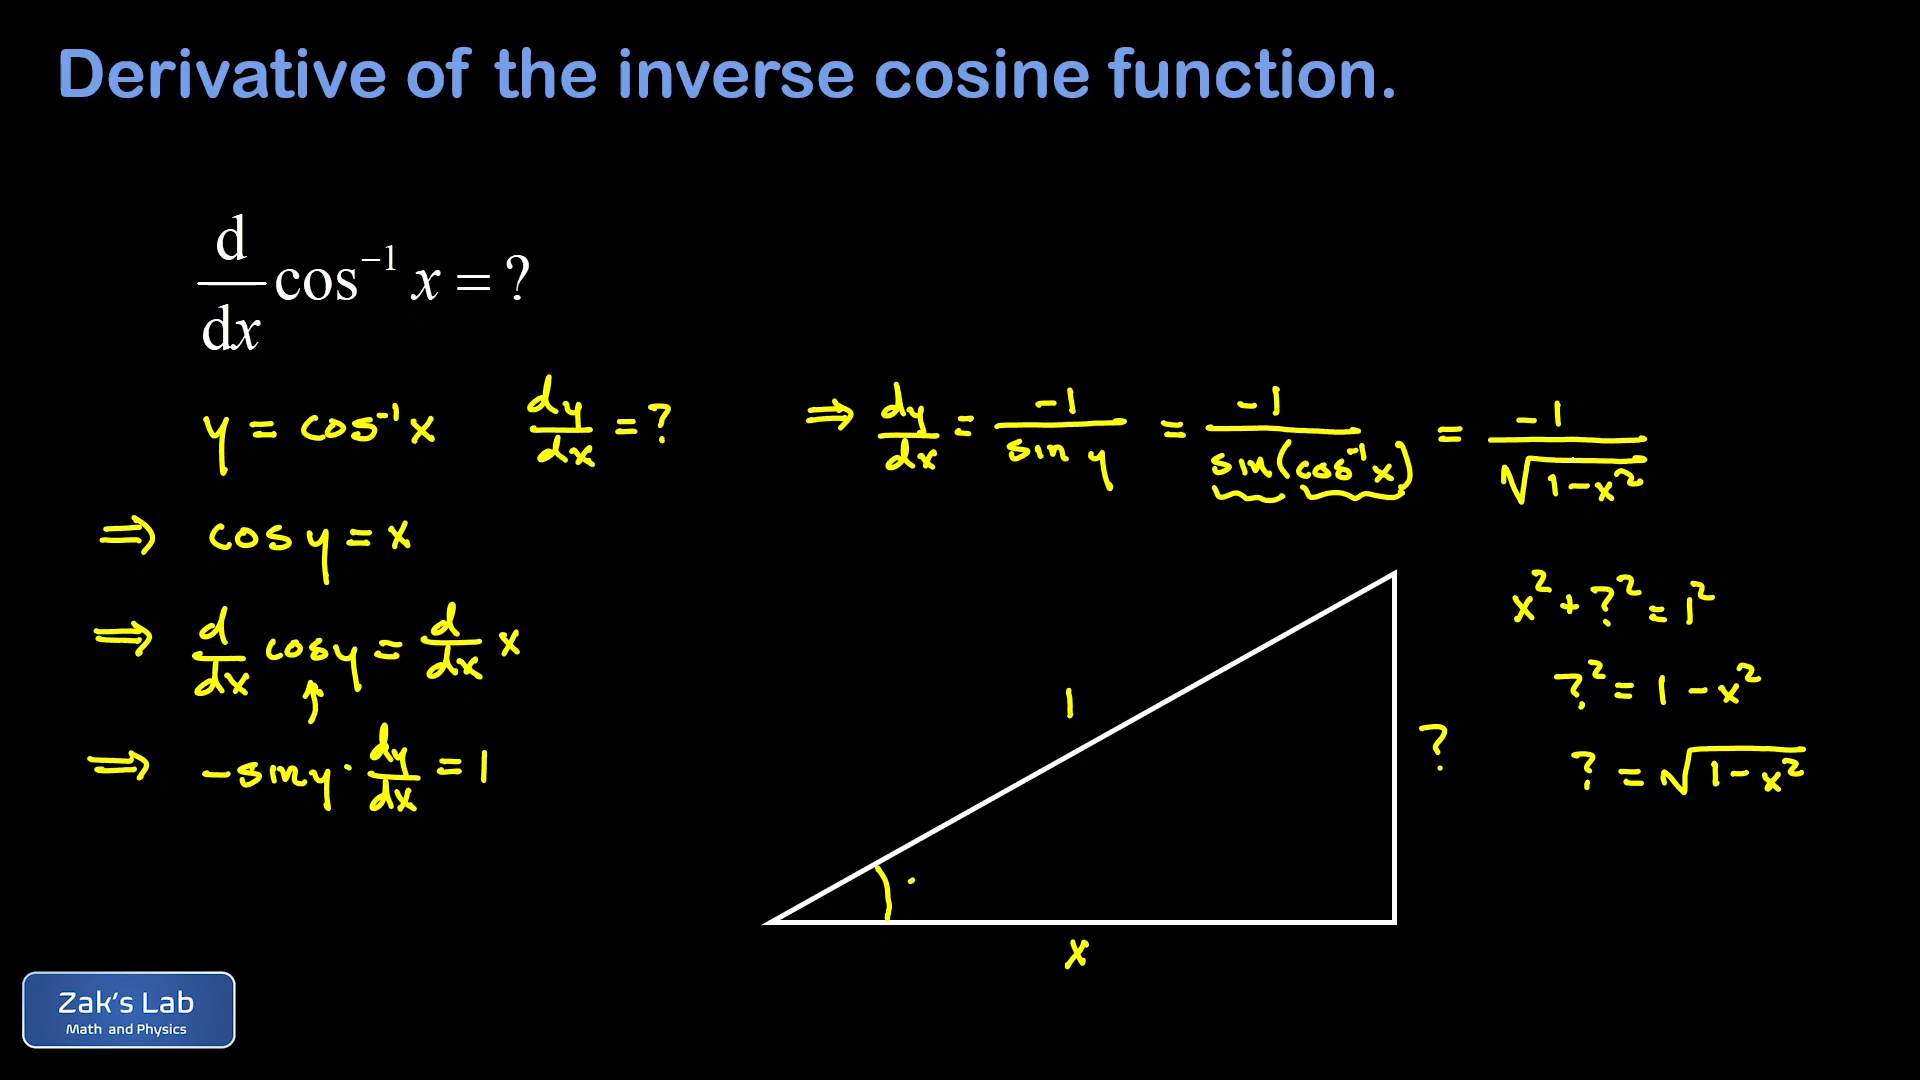 Derivative of the inverse cosine function.
d/dx cos⁻¹ x = ?
y = cos⁻¹x   dy/dx = ?
⇒ cos y = x
⇒ d/dx cos y = d/dx x
↑
⇒ -sin y · dy/dx = 1
⇒ dy/dx = -1/sin y = -1/sin(cos⁻¹x) = -1/√(1-x²)
x² + ?² = 1²
?² = 1 - x²
? = √(1 - x²)
1
?
x
Zak's Lab
Math and Physics